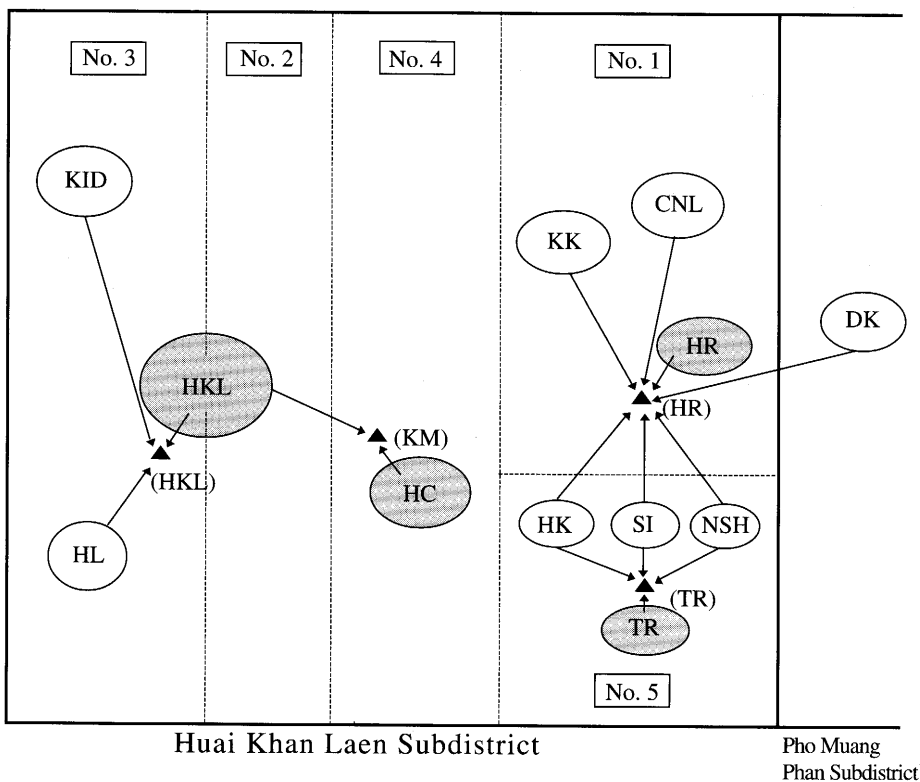 No. 3
No. 2
No. 4
No. 1
KID
CNL
KK
DK
HR
HKL
(HR)
(KM)
(HKL)
HC
HK
SI
NSH
HL
(TR)
TR
No. 5
Huai Khan Laen Subdistrict
Pho Muang
Phan Subdistrict